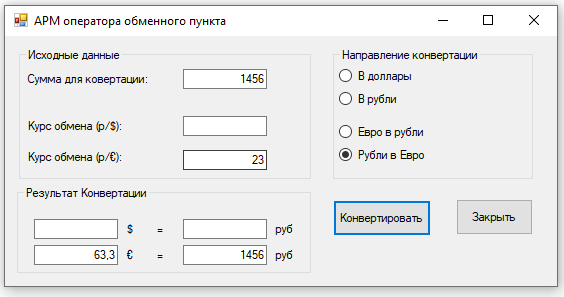 АРМ оператора обменного пункта
Исходные данные
Сумма для ковертации: 1456
Курс обмена (р/$):
Курс обмена (р/€): 23
Направление конвертации
В доллары
В рубли
Евро в рубли
Рубли в Евро
Результат Конвертации
$ = руб
63,3 € = 1456 руб
Конвертировать
Закрыть